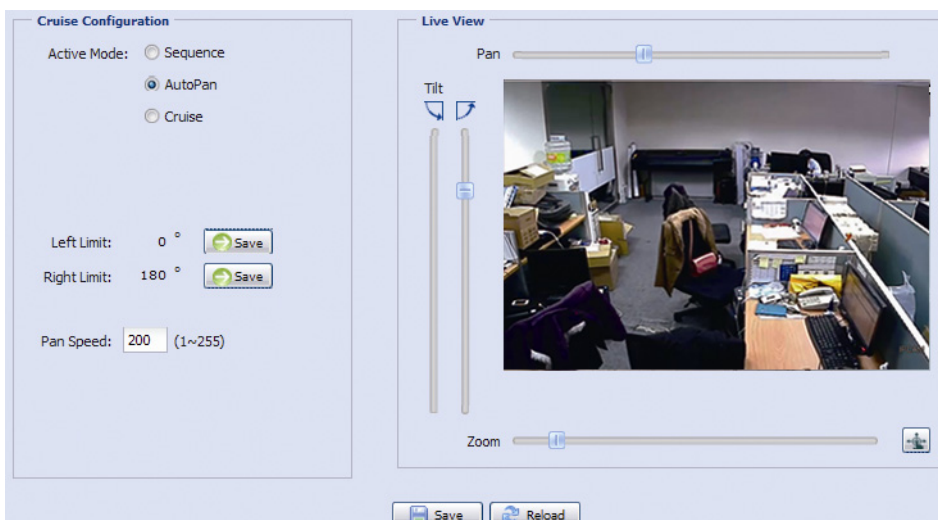 Cruise Configuration
Active Mode: Sequence
AutoPan
Cruise
Left Limit: 0 ° Save
Right Limit: 180 ° Save
Pan Speed: 200 (1~255)
Live View
Pan
Tilt
Zoom
Save Reload